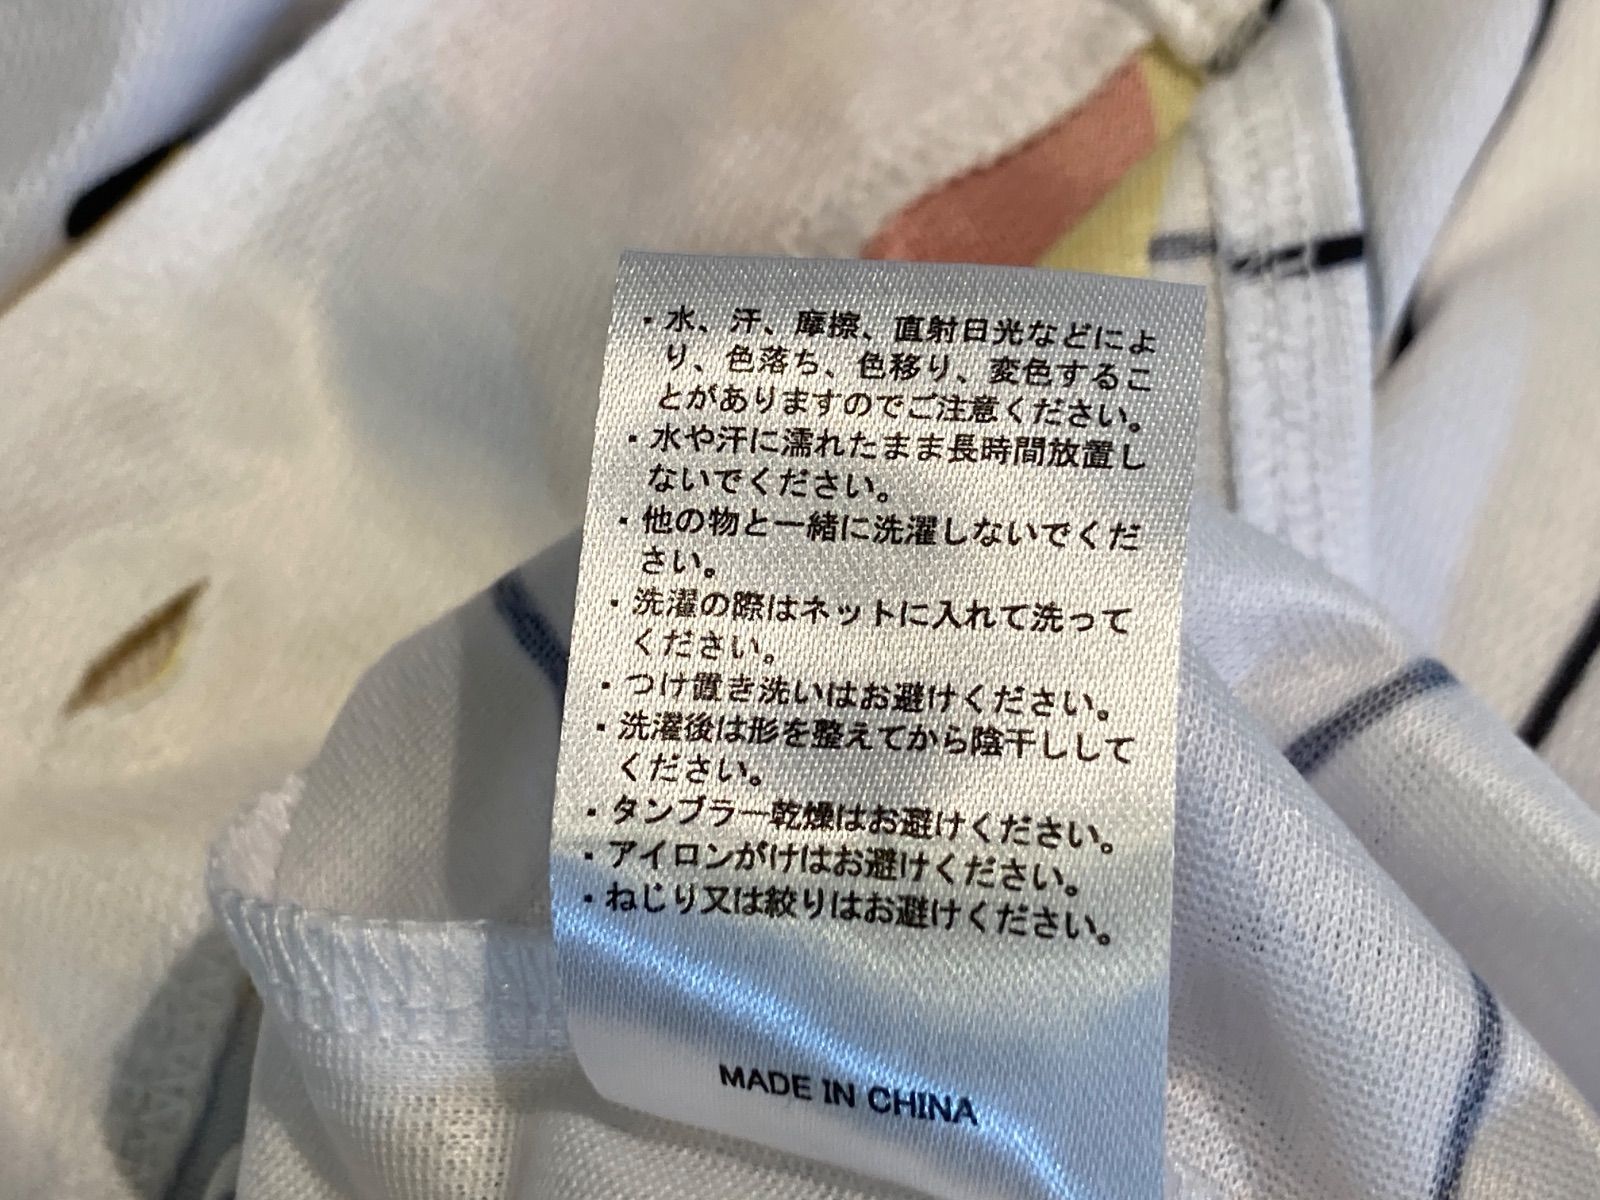 ・水、汗、摩擦、直射日光などによ
り、色落ち、色移り、変色するこ
とがありますのでご注意ください。
・水や汗に濡れたまま長時間放置し
ないでください。
・他の物と一緒に洗濯しないでくだ
さい。
・洗濯の際はネットに入れて洗って
ください。
・つけ置き洗いはお避けください。
・洗濯後は形を整えてから陰干しして
ください。
・タンブラー乾燥はお避けください。
・アイロンがけはお避けください。
・ねじり又は絞りはお避けください。
MADE IN CHINA